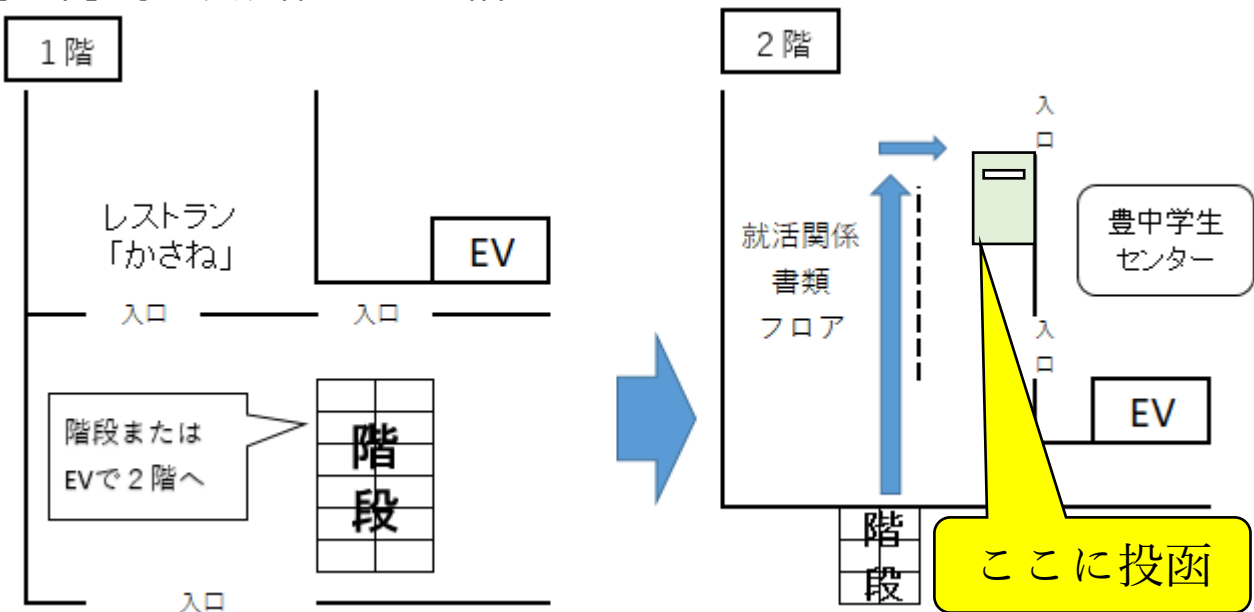 1階
レストラン
「かさね」
EV
入口
入口
階段または
EVで2階へ
階段
入口
2階
入口
就活関係
書類
フロア
豊中学生
センター
入口
EV
階段
ここに投函